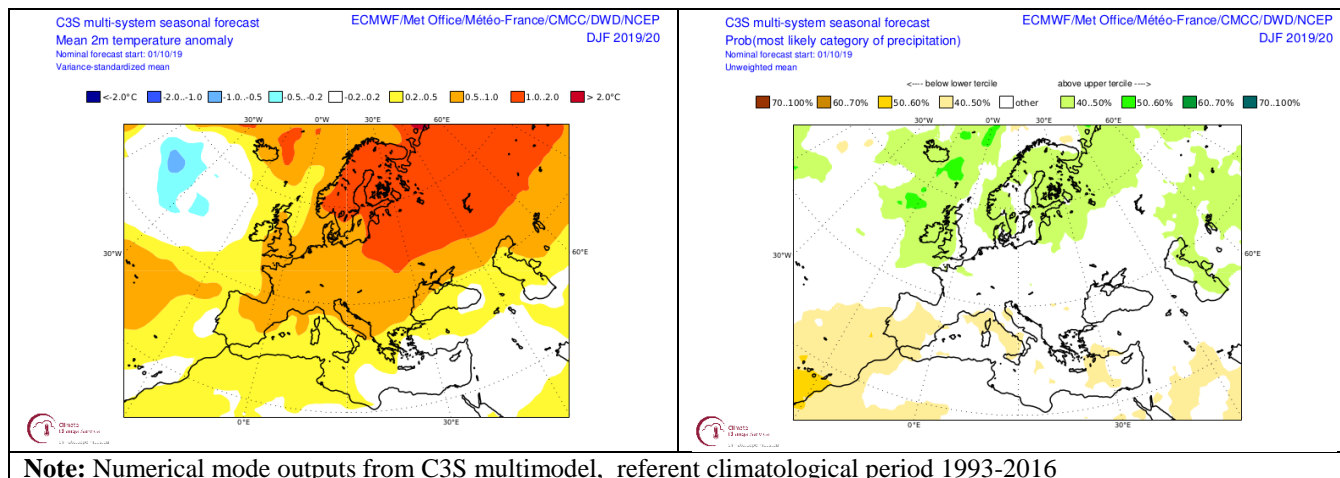 C3S multi-system seasonal forecast ECMWF/Met Office/Météo-France/CMCC/DWD/NCEP
Mean 2m temperature anomaly DJF 2019/20
Nominal forecast start: 01/10/19
Variance-standardized mean
<-2.0°C -2.0..-1.0 -1.0..-0.5 -0.5..-0.2 -0.2..0.2 0.2..0.5 0.5..1.0 1.0..2.0 > 2.0°C
30°W 0°W 30°E 60°E
30°W 60°E
0°E 30°E
Climate
Change Service
C3S multi-system seasonal forecast ECMWF/Met Office/Météo-France/CMCC/DWD/NCEP
Prob(most likely category of precipitation) DJF 2019/20
Nominal forecast start: 01/10/19
Unweighted mean
<---- below lower tercile above upper tercile ---->
70..100% 60..70% 50..60% 40..50% other 40..50% 50..60% 60..70% 70..100%
30°W 0°W 30°E 60°E
30°W 60°E
0°E 30°E
Climate
Change Service
Note: Numerical mode outputs from C3S multimodel, referent climatological period 1993-2016